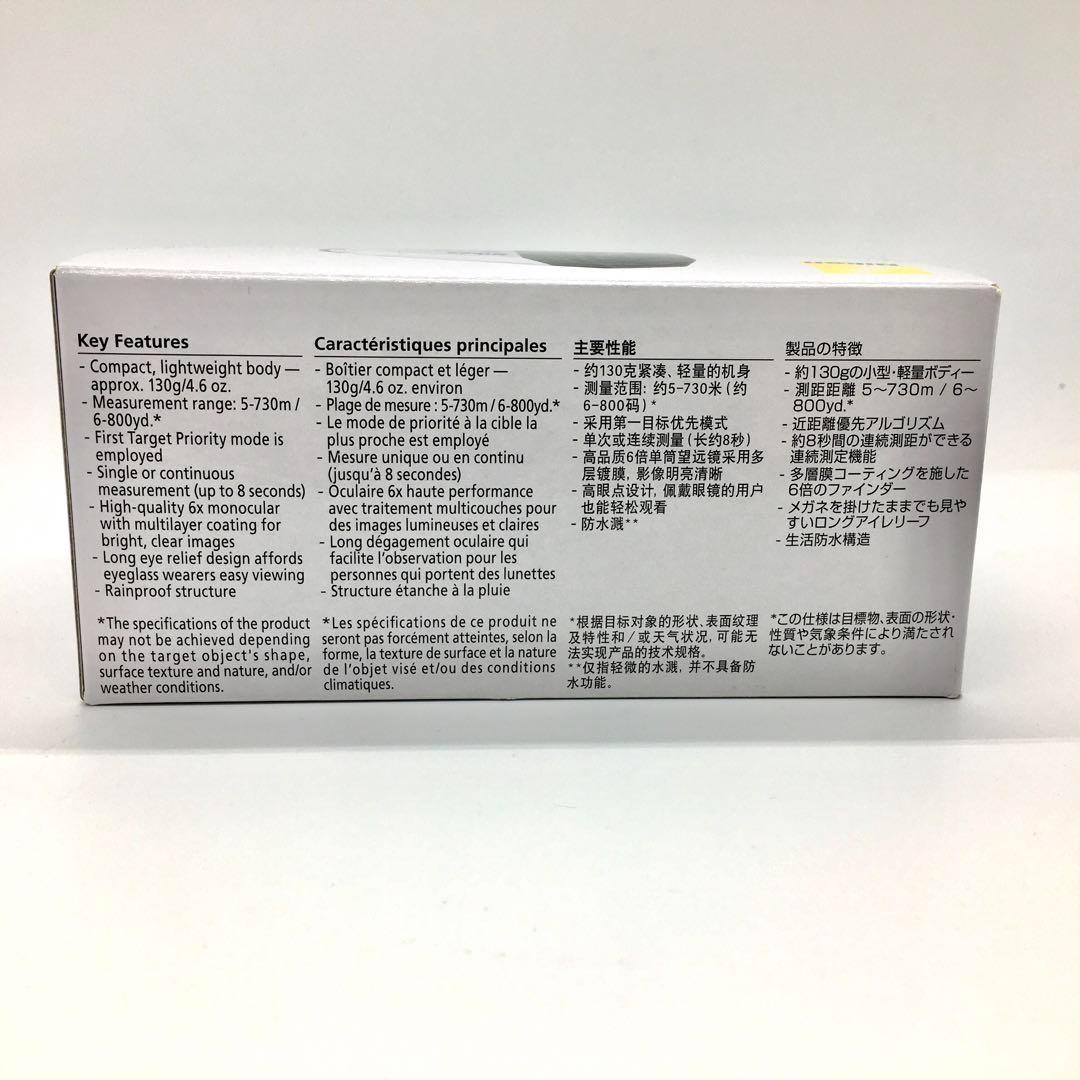 Key Features
- Compact, lightweight body —
approx. 130g/4.6 oz.
- Measurement range: 5-730m /
6-800yd.*
- First Target Priority mode is
employed
- Single or continuous
measurement (up to 8 seconds)
- High-quality 6x monocular
with multilayer coating for
bright, clear images
- Long eye relief design affords
eyeglass wearers easy viewing
- Rainproof structure
*The specifications of the product
may not be achieved depending
on the target object's shape,
surface texture and nature, and/or
weather conditions.
Caractéristiques principales
- Boîtier compact et léger —
130g/4.6 oz. environ
- Plage de mesure : 5-730m / 6-800yd.*
- Le mode de priorité à la cible la
plus proche est employé
- Mesure unique ou en continu
(jusqu'à 8 secondes)
- Oculaire 6x haute performance
avec traitement multicouches pour
des images lumineuses et claires
- Long dégagement oculaire qui
facilite l'observation pour les
personnes qui portent des lunettes
- Structure étanche à la pluie
*Les spécifications de ce produit ne
seront pas forcément atteintes, selon la
forme, la texture de surface et la nature
de l'objet visé et/ou des conditions
climatiques.
主要性能
- 约130克紧凑、轻量的机身
- 测量范围: 约5-730米 (约
6-800码) *
- 采用第一目标优先模式
- 单次或连续测量 (长约8秒)
- 高品质6倍单筒望远镜采用多
层镀膜, 影像明亮清晰
- 高眼点设计, 佩戴眼镜的用户
也能轻松观看
- 防水溅**
*根据目标对象的形状、表面纹理
及特性和/或天气状况, 可能无
法实现产品的技术规格。
**仅指轻微的水溅, 并不具备防
水功能。
製品の特徴
- 約130gの小型・軽量ボディー
- 測距距離 5～730m / 6～
800yd.*
- 近距離優先アルゴリズム
- 約8秒間の連続測距ができる
連続測定機能
- 多層膜コーティングを施した
6倍のファインダー
- メガネを掛けたままでも見や
すいロングアイレリーフ
- 生活防水構造
*この仕様は目標物、表面の形状・
性質や気象条件により満たされ
ないことがあります。